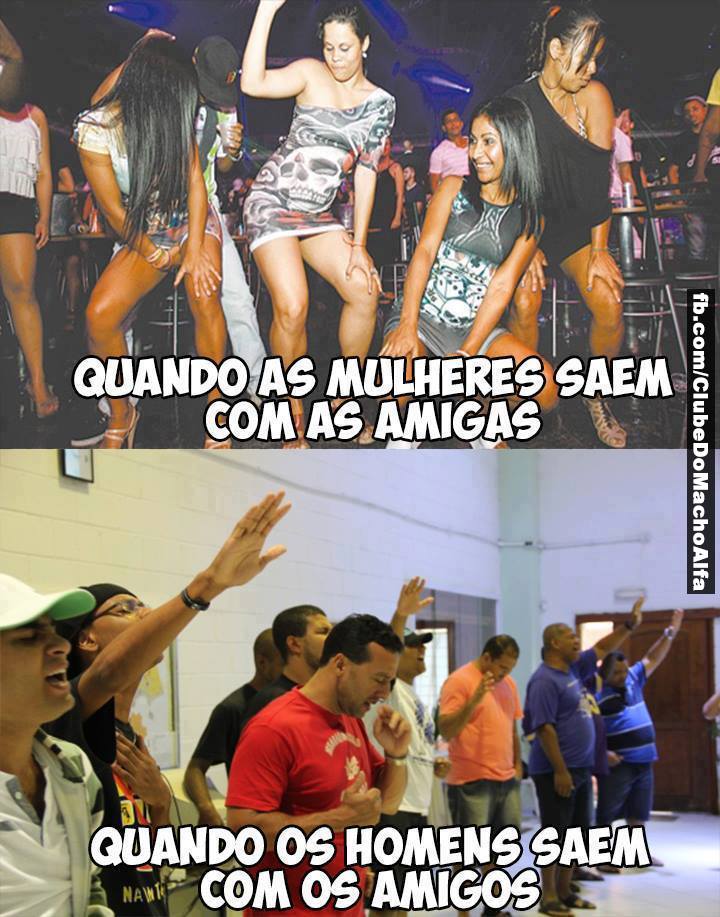 QUANDO AS MULHERES SAEM
COM AS AMIGAS
fb.com/ClubeDoMachoAlfa
QUANDO OS HOMENS SAEM
COM OS AMIGOS